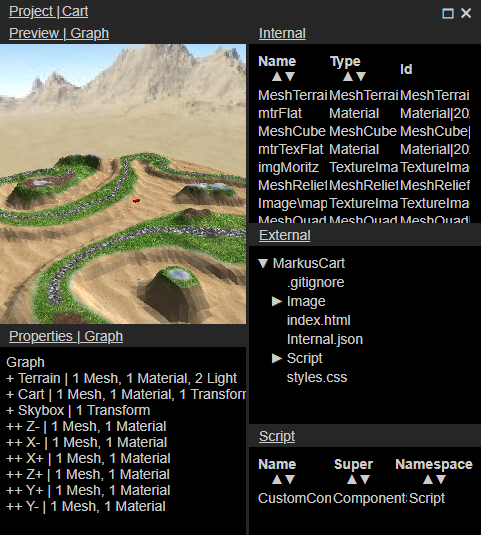 Project | Cart
Preview | Graph
Properties | Graph
Graph
+ Terrain | 1 Mesh, 1 Material, 2 Light
+ Cart | 1 Mesh, 1 Material, 1 Transform
+ Skybox | 1 Transform
++ Z- | 1 Mesh, 1 Material
++ X- | 1 Mesh, 1 Material
++ X+ | 1 Mesh, 1 Material
++ Z+ | 1 Mesh, 1 Material
++ Y+ | 1 Mesh, 1 Material
++ Y- | 1 Mesh, 1 Material
Internal
Name Type Id
▲▼ ▲▼
MeshTerrai MeshTerrai MeshTerrai
mtrFlat Material Material|20
MeshCube MeshCube MeshCube|
mtrTexFlat Material Material|20
imgMoritz TextureIma TextureIma
MeshRelief MeshRelief MeshRelief
Image\map TextureIma TextureIma
MeshQuad MeshQuad MeshQuad
External
▼ MarkusCart
.gitignore
▶ Image
index.html
Internal.json
▶ Script
styles.css
Script
Name Super Namespace
▲▼ ▲▼ ▲▼
CustomCom Component Script